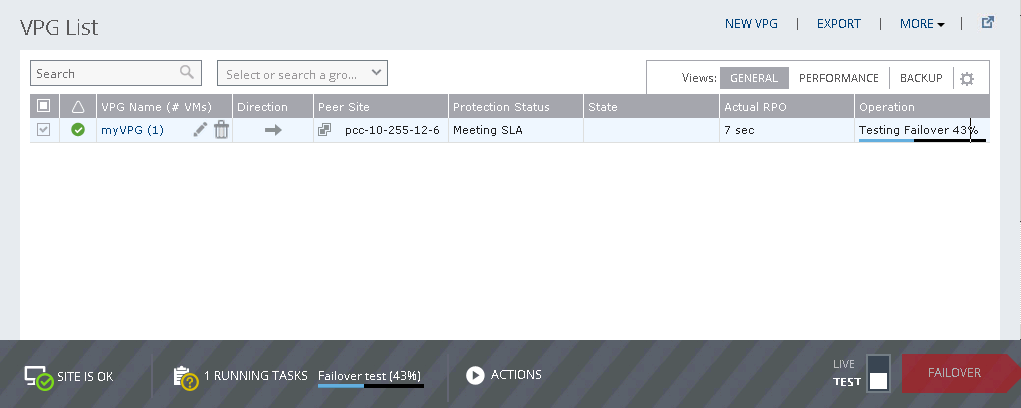 VPG List
NEW VPG | EXPORT | MORE |
Search
Select or search a gro...
Views: GENERAL PERFORMANCE BACKUP
VPG Name (# VMs) Direction Peer Site Protection Status State Actual RPO Operation
myVPG (1) pcc-10-255-12-6 Meeting SLA 7 sec Testing Failover 43%
SITE IS OK 1 RUNNING TASKS Failover test (43%) ACTIONS
LIVE
TEST
FAILOVER